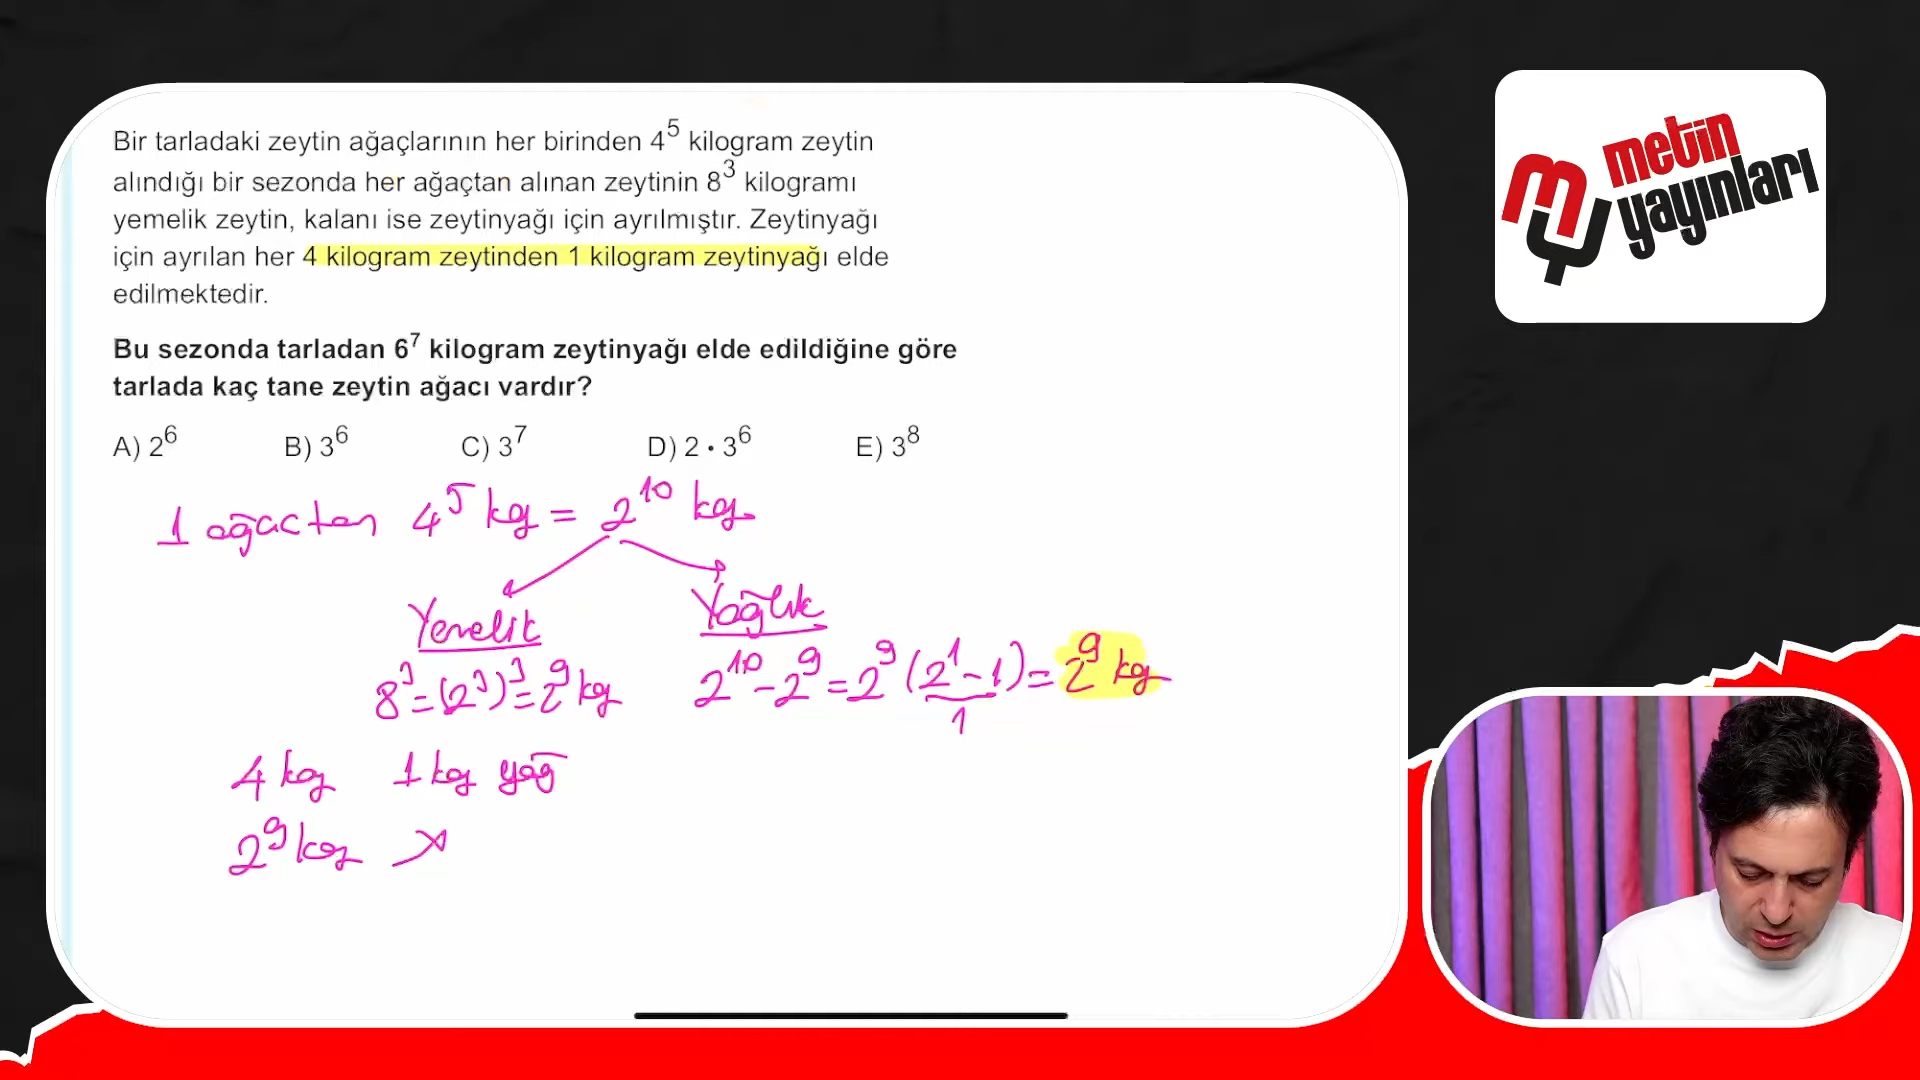 Bir tarladaki zeytin ağaçlarının her birinden 4⁵ kilogram zeytin
alındığı bir sezonda her ağaçtan alınan zeytinin 8³ kilogramı
yemelik zeytin, kalanı ise zeytinyağı için ayrılmıştır. Zeytinyağı
için ayrılan her 4 kilogram zeytinden 1 kilogram zeytinyağı elde
edilmektedir.
Bu sezonda tarladan 6⁷ kilogram zeytinyağı elde edildiğine göre
tarlada kaç tane zeytin ağacı vardır?
A) 2⁶ B) 3⁶ C) 3⁷ D) 2 · 3⁶ E) 3⁸
1 ağaçtan 4⁵ kg = 2¹⁰ kg
Yemelik Yağlık
8³ = (2³)³ = 2⁹ kg 2¹⁰ - 2⁹ = 2⁹ (2¹ - 1) = 2⁹ kg
1
4 kg 1 kg yağ
2⁹ kg x
metin
yayınları